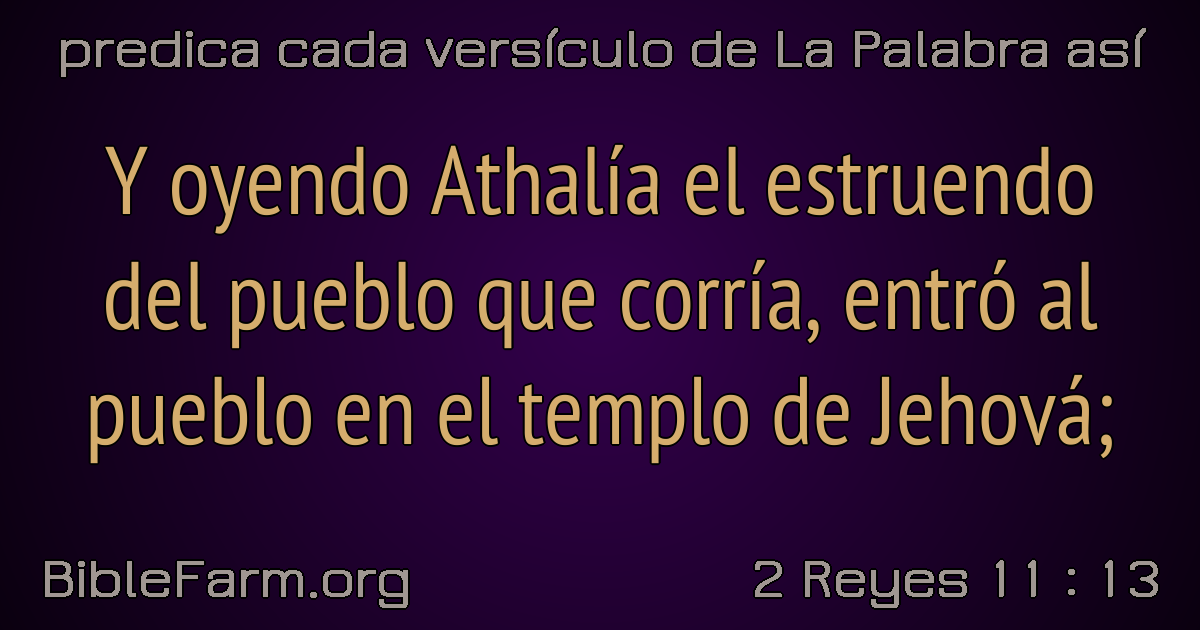 predica cada versículo de La Palabra así
Y oyendo Athalía el estruendo
del pueblo que corría, entró al
pueblo en el templo de Jehová;
BibleFarm.org
2 Reyes 11 : 13